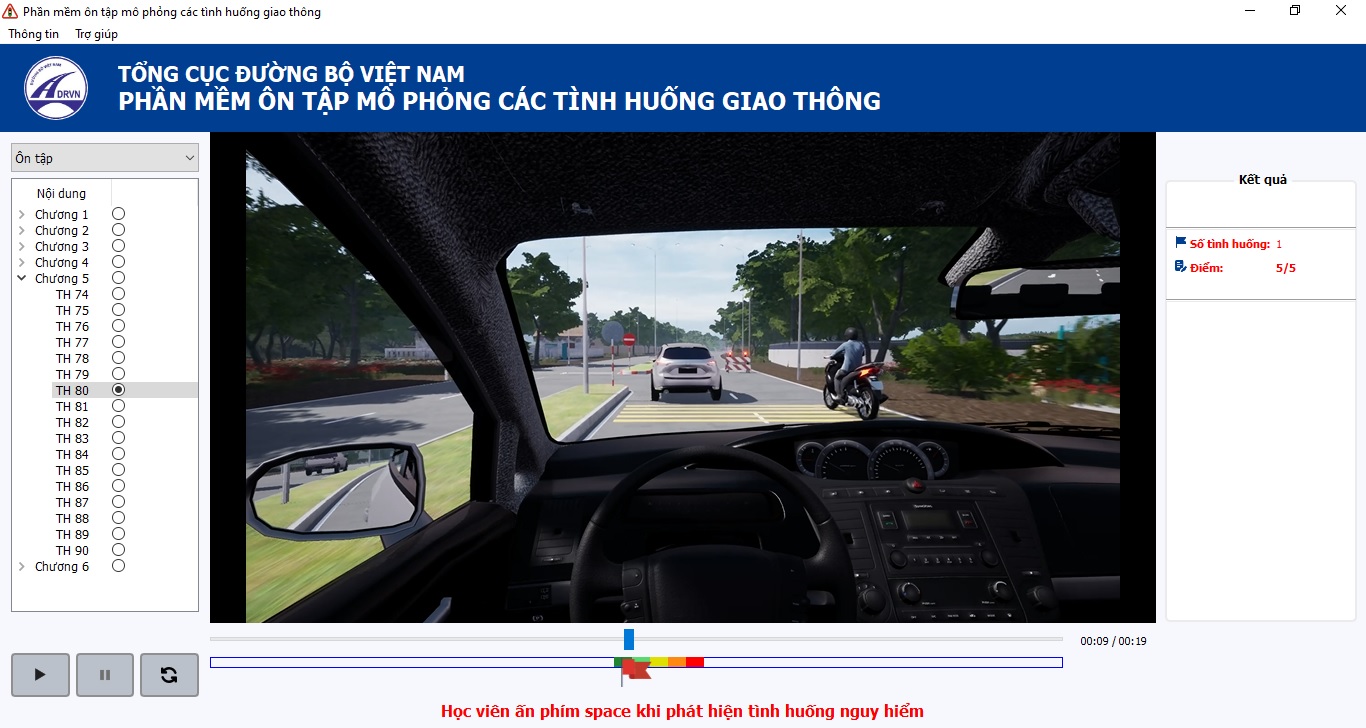 Phần mềm ôn tập mô phỏng các tình huống giao thông
Thông tin Trợ giúp
TỔNG CỤC ĐƯỜNG BỘ VIỆT NAM
PHẦN MỀM ÔN TẬP MÔ PHỎNG CÁC TÌNH HUỐNG GIAO THÔNG
ĐƯỜNG BỘ VIỆT NAM
DRVN
Ôn tập
Nội dung
Chương 1
Chương 2
Chương 3
Chương 4
Chương 5
TH 74
TH 75
TH 76
TH 77
TH 78
TH 79
TH 80
TH 81
TH 82
TH 83
TH 84
TH 85
TH 86
TH 87
TH 88
TH 89
TH 90
Chương 6
Kết quả
Số tình huống: 1
Điểm: 5/5
00:09 / 00:19
Học viên ấn phím space khi phát hiện tình huống nguy hiểm